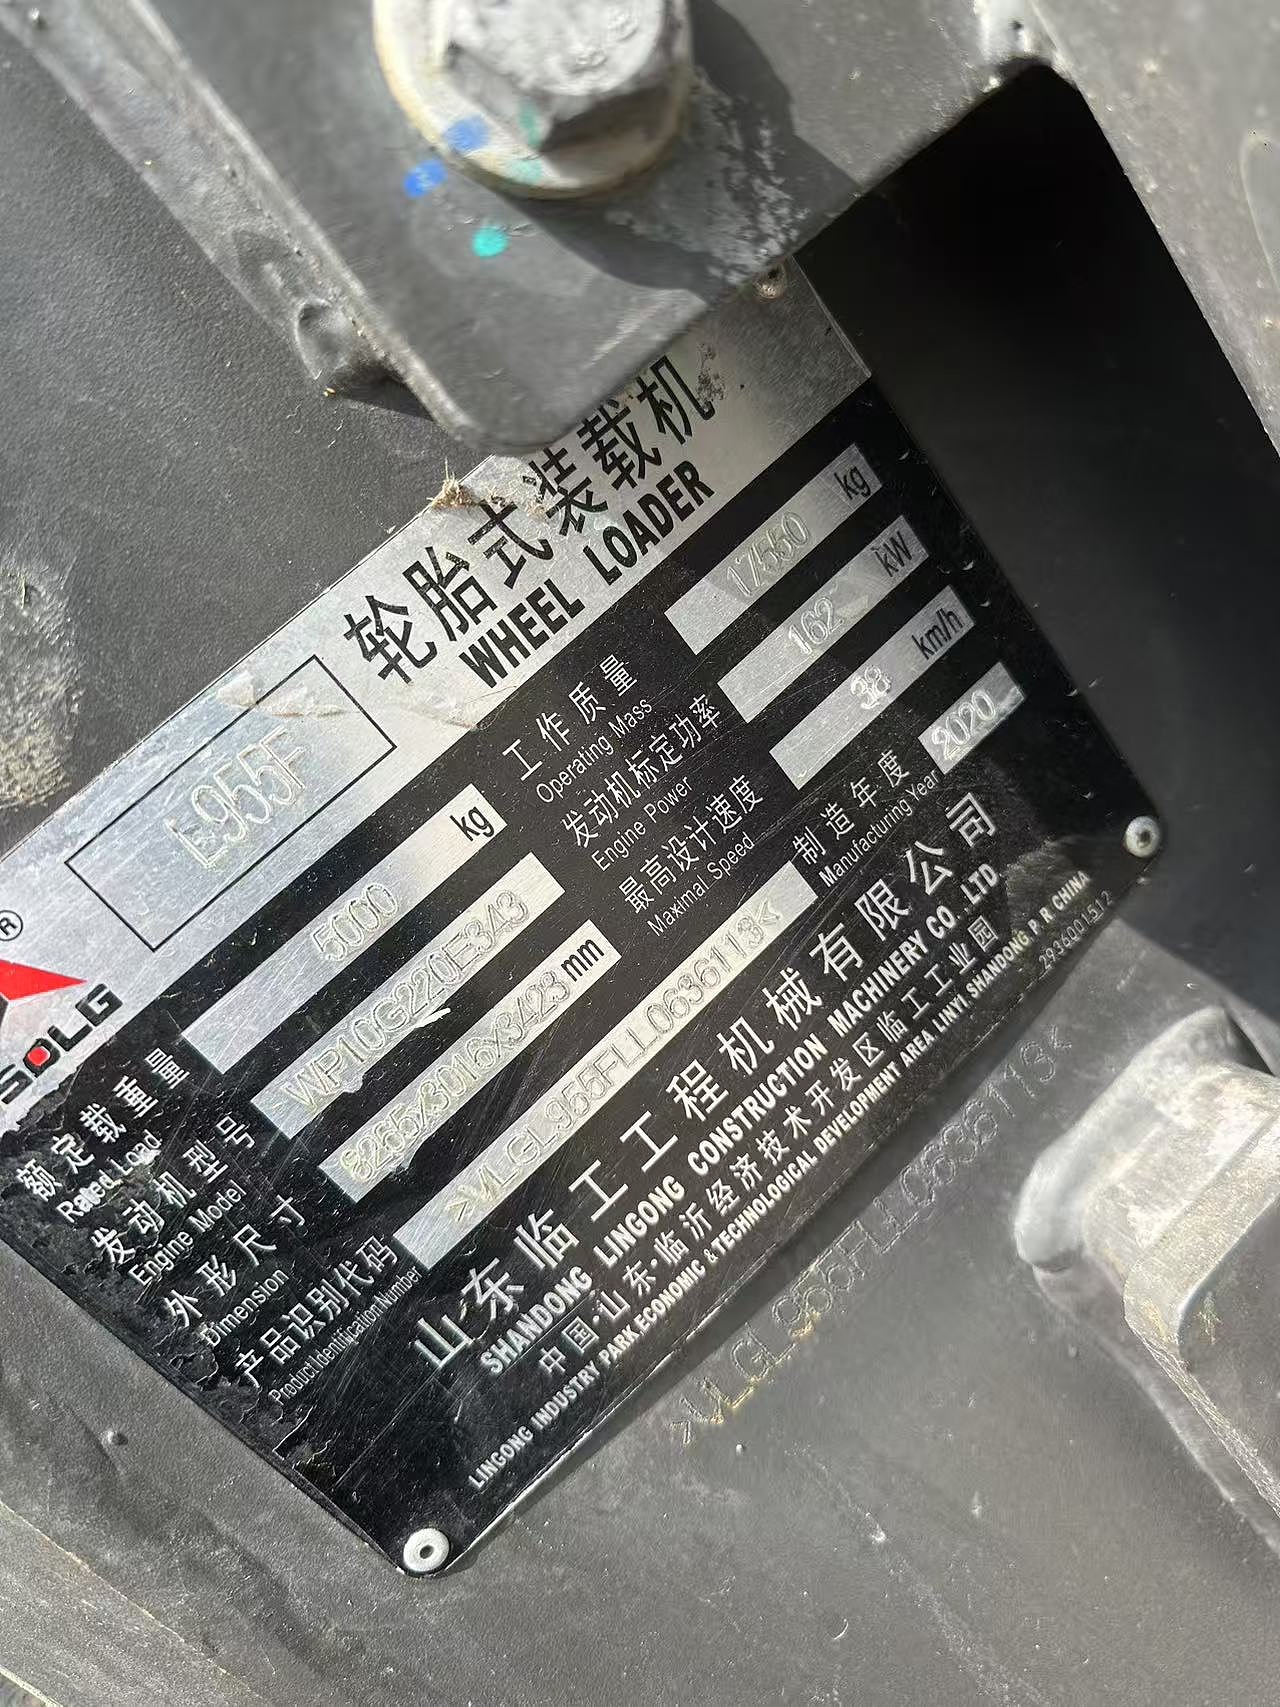 轮胎式装载机
WHEEL LOADER
L955F
®
SDLG
额定载重量 5000 kg
Rated Load
工作质量 17550 kg
Operating Mass
发动机型号 WP10G220E343
Engine Model
发动机标定功率 162 kW
Engine Power
外形尺寸 8265x3016x3423 mm
Dimension
最高设计速度 38 km/h
Maximal Speed
产品识别代码 >VLGL955FLL0636113<
Product Identification Number
制造年度 2020
Manufacturing Year
山东临工工程机械有限公司
SHANDONG LINGONG CONSTRUCTION MACHINERY CO. LTD
中国·山东·临沂经济技术开发区临工工业园
LINGONG INDUSTRY PARK,ECONOMIC & TECHNOLOGICAL DEVELOPMENT AREA LINYI, SHANDONG, P. R CHINA
29360001512
>VLGL955FLL0636113<